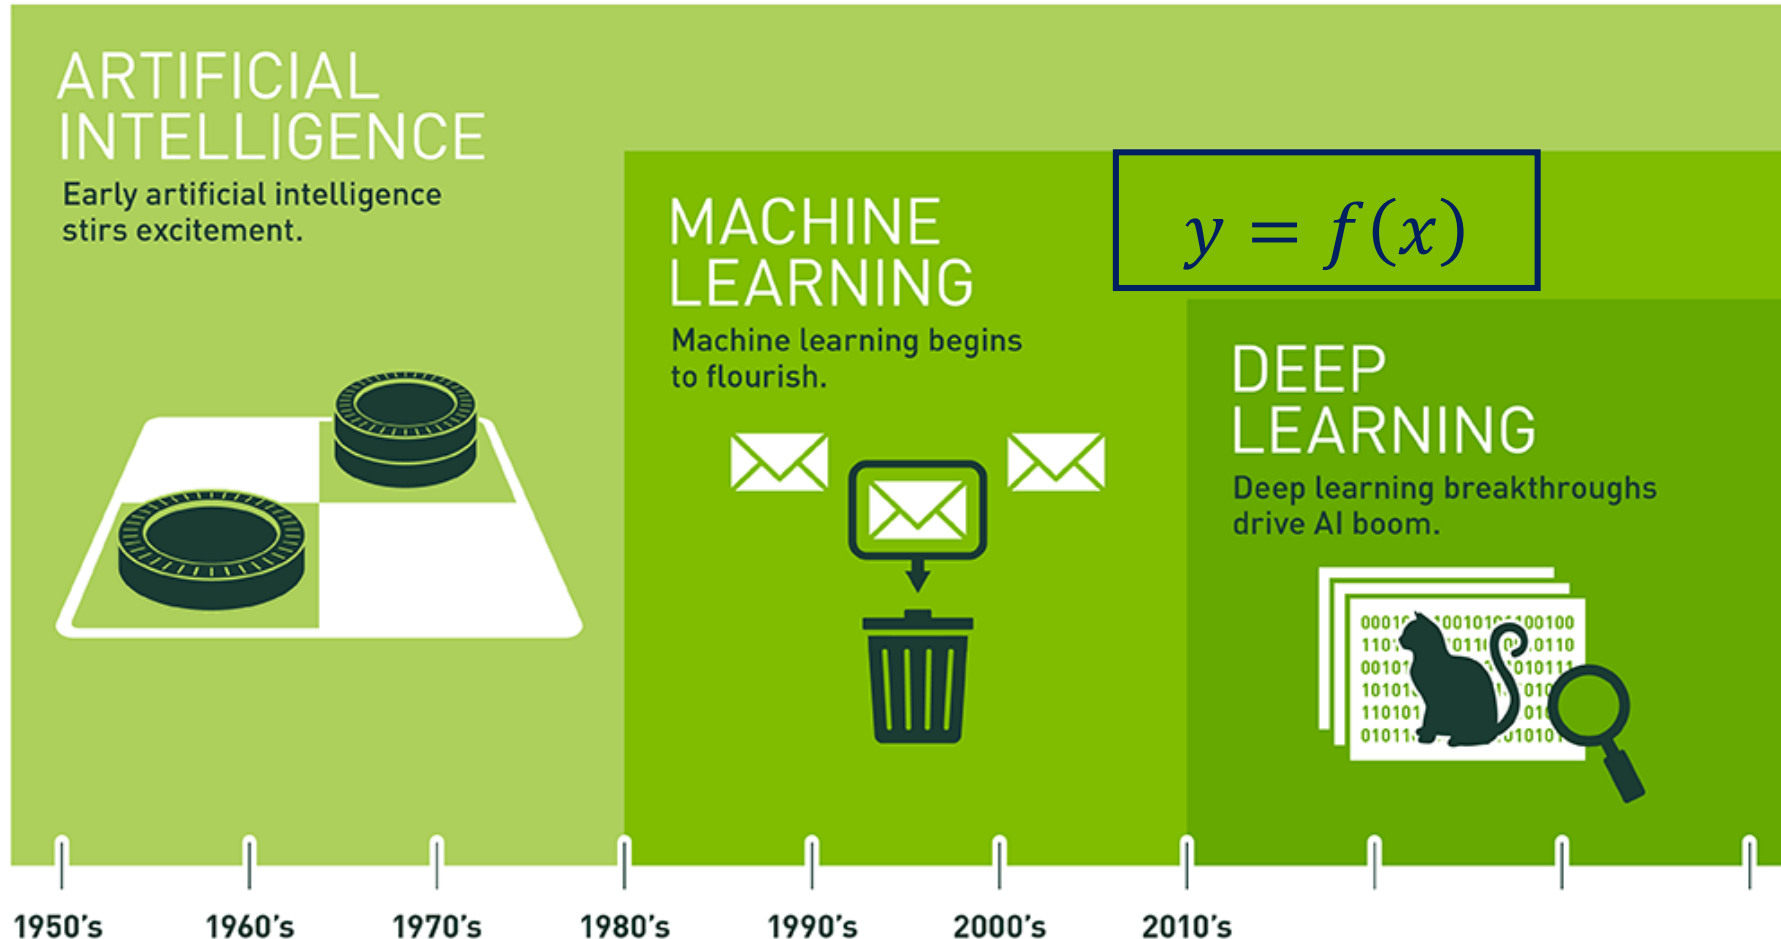 ARTIFICIAL
INTELLIGENCE
Early artificial intelligence
stirs excitement.
MACHINE
LEARNING
Machine learning begins
to flourish.
y = f(x)
DEEP
LEARNING
Deep learning breakthroughs
drive AI boom.
1950's 1960's 1970's 1980's 1990's 2000's 2010's